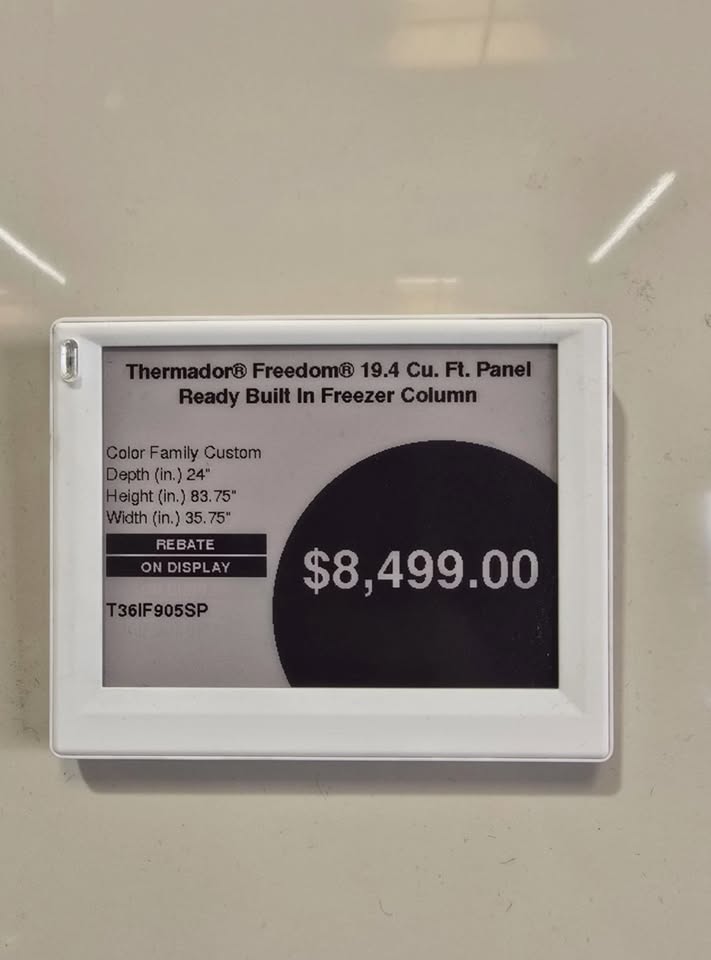 Thermador® Freedom® 19.4 Cu. Ft. Panel
Ready Built In Freezer Column
Color Family Custom
Depth (in.) 24"
Height (in.) 83.75"
Width (in.) 35.75"
REBATE
ON DISPLAY
$8,499.00
T36IF905SP